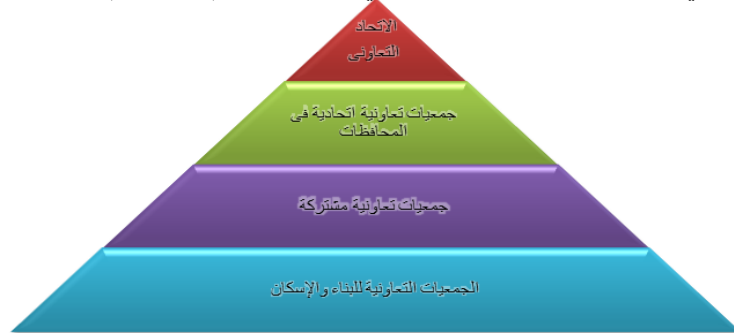 الاتحاد
التعاونى
جمعيات تعاونية اتحادية فى
المحافظات
جمعيات تعاونية مشتركة
الجمعيات التعاونية للبناء والإسكان